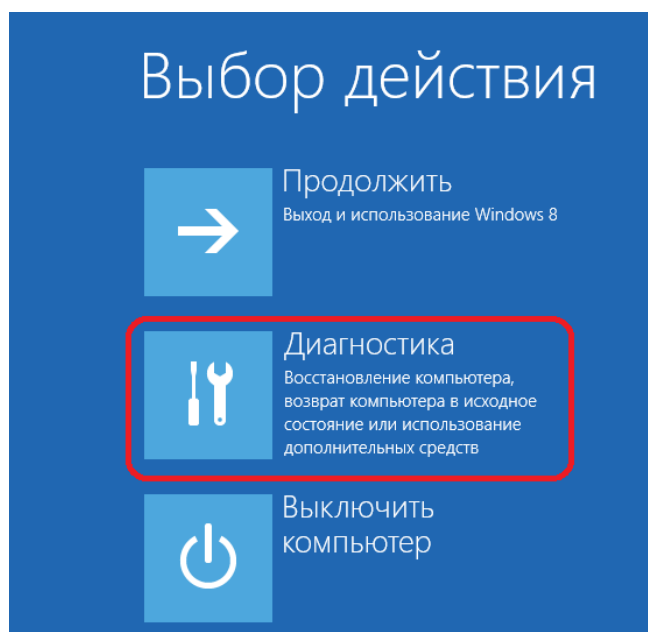 Выбор действия
Продолжить
Выход и использование Windows 8
Диагностика
Восстановление компьютера,
возврат компьютера в исходное
состояние или использование
дополнительных средств
Выключить
компьютер